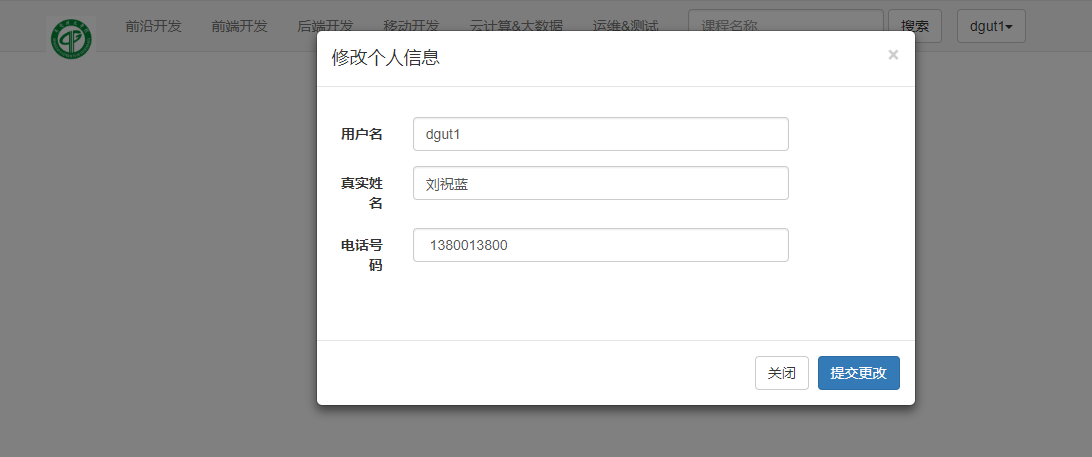 前沿开发 前端开发 后端开发 移动开发 云计算&大数据 运维&测试 课程名称 搜索 dgut1
修改个人信息 ×
用户名 dgut1
真实姓 刘祝蓝
名
电话号 1380013800
码
关闭 提交更改